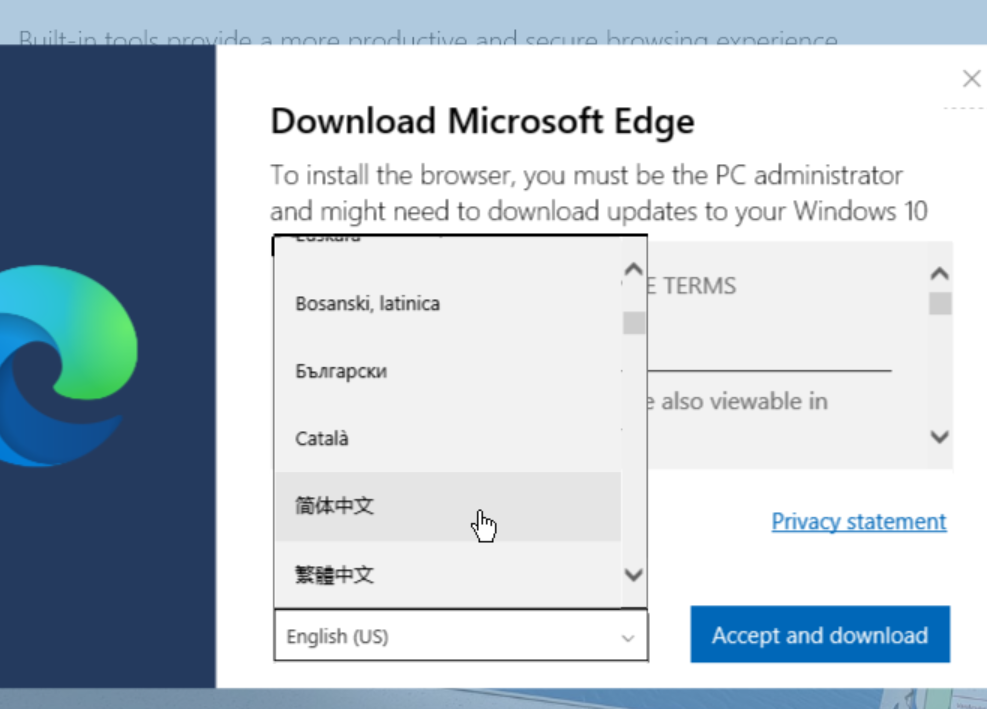 Built-in tools provide a more productive and secure browsing experience
Download Microsoft Edge
To install the browser, you must be the PC administrator
and might need to download updates to your Windows 10
Euskara
Bosanski, latinica
E TERMS
Български
e also viewable in
Català
简体中文
Privacy statement
繁體中文
English (US)
Accept and download